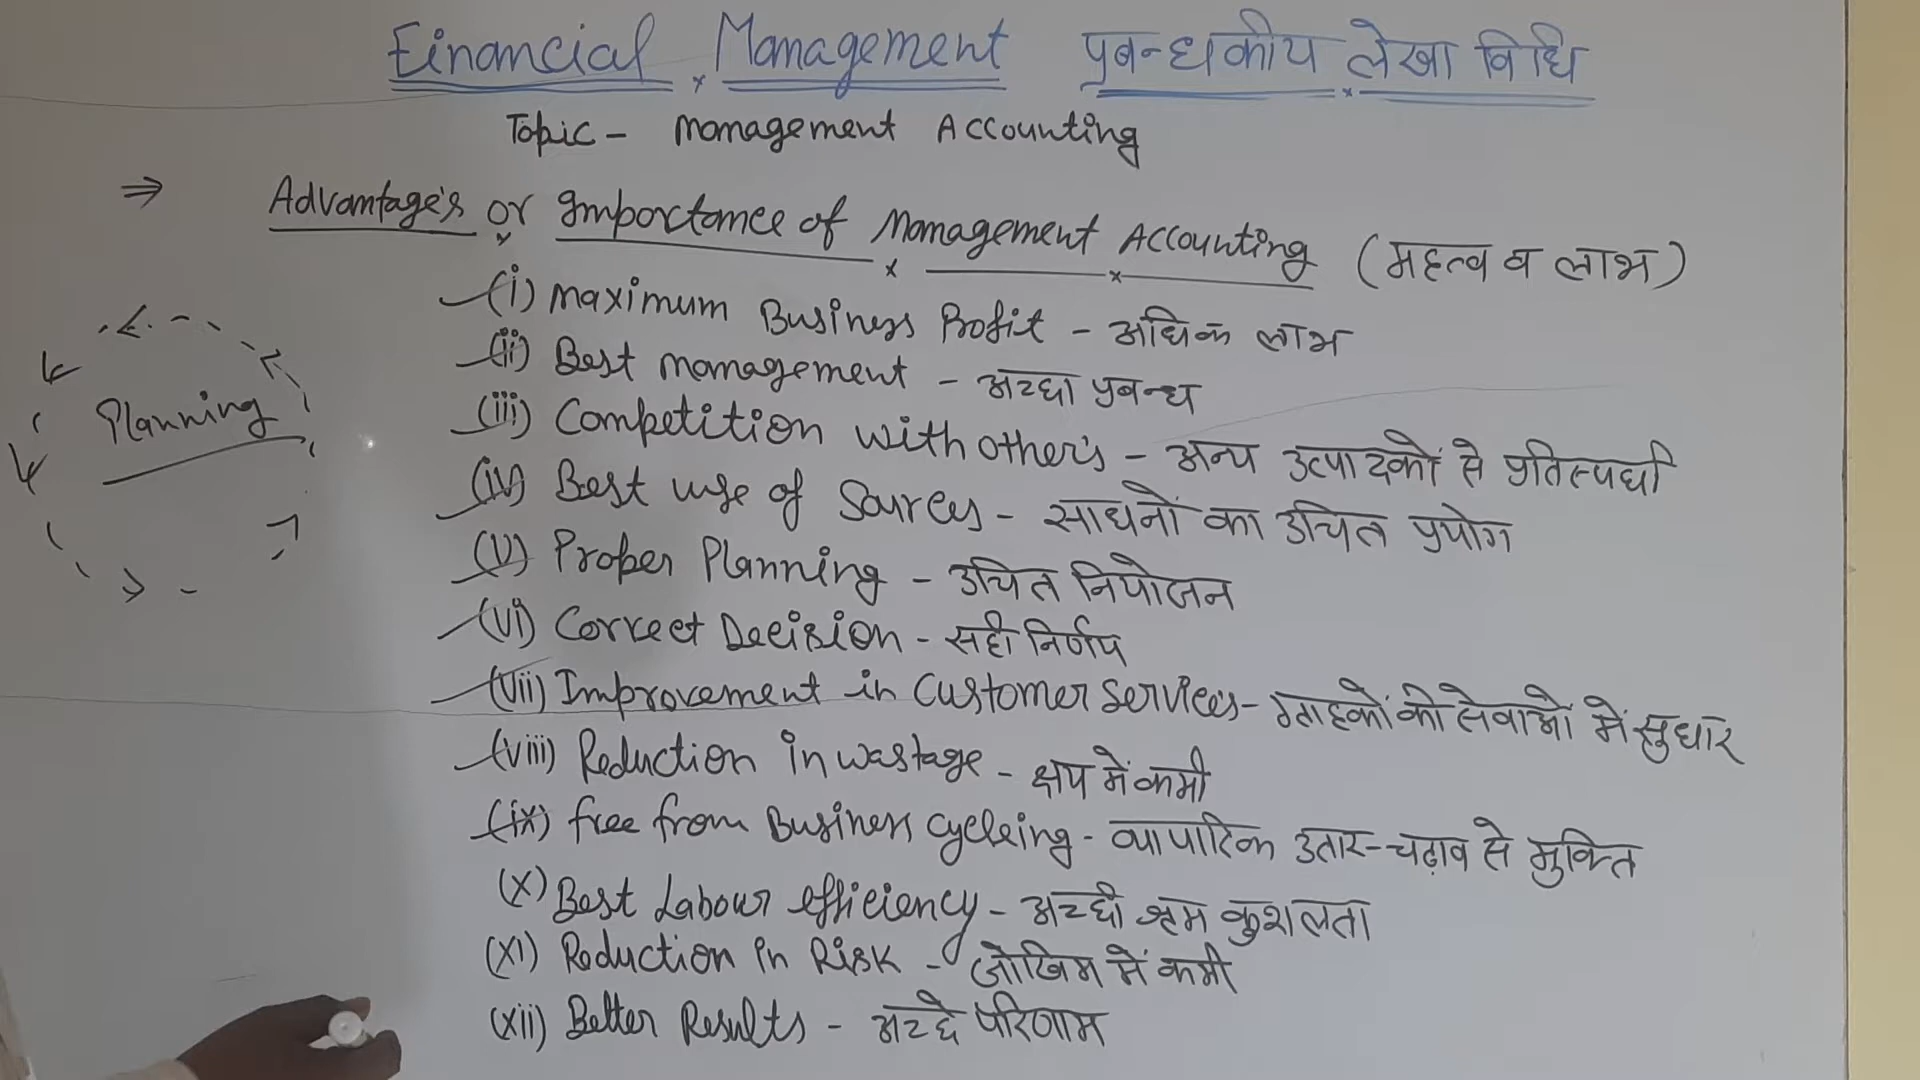 Financial Management प्रबन्धकीय लेखा विधि
Topic - Management Accounting
⇒ Advantage's or Importance of Management Accounting (महत्व व लाभ)
(i) Maximum Business Profit - अधिक लाभ
(ii) Best Management - अच्छा प्रबन्ध
(iii) Competition with other's - अन्य उत्पादकों से प्रतिस्पर्धा
Planning
(iv) Best use of Sources - साधनों का उचित प्रयोग
(v) Proper Planning - उचित नियोजन
(vi) Correct Decision - सही निर्णय
(vii) Improvement in Customer Service's - ग्राहकों की सेवाओं में सुधार
(viii) Reduction in wastage - क्षय में कमी
(ix) free from Business Cycleing - व्यापारिक उतार-चढ़ाव से मुक्ति
(x) Best Labour efficiency - अच्छी श्रम कुशलता
(xi) Reduction in Risk - जोखिम में कमी
(xii) Better Results - अच्छे परिणाम